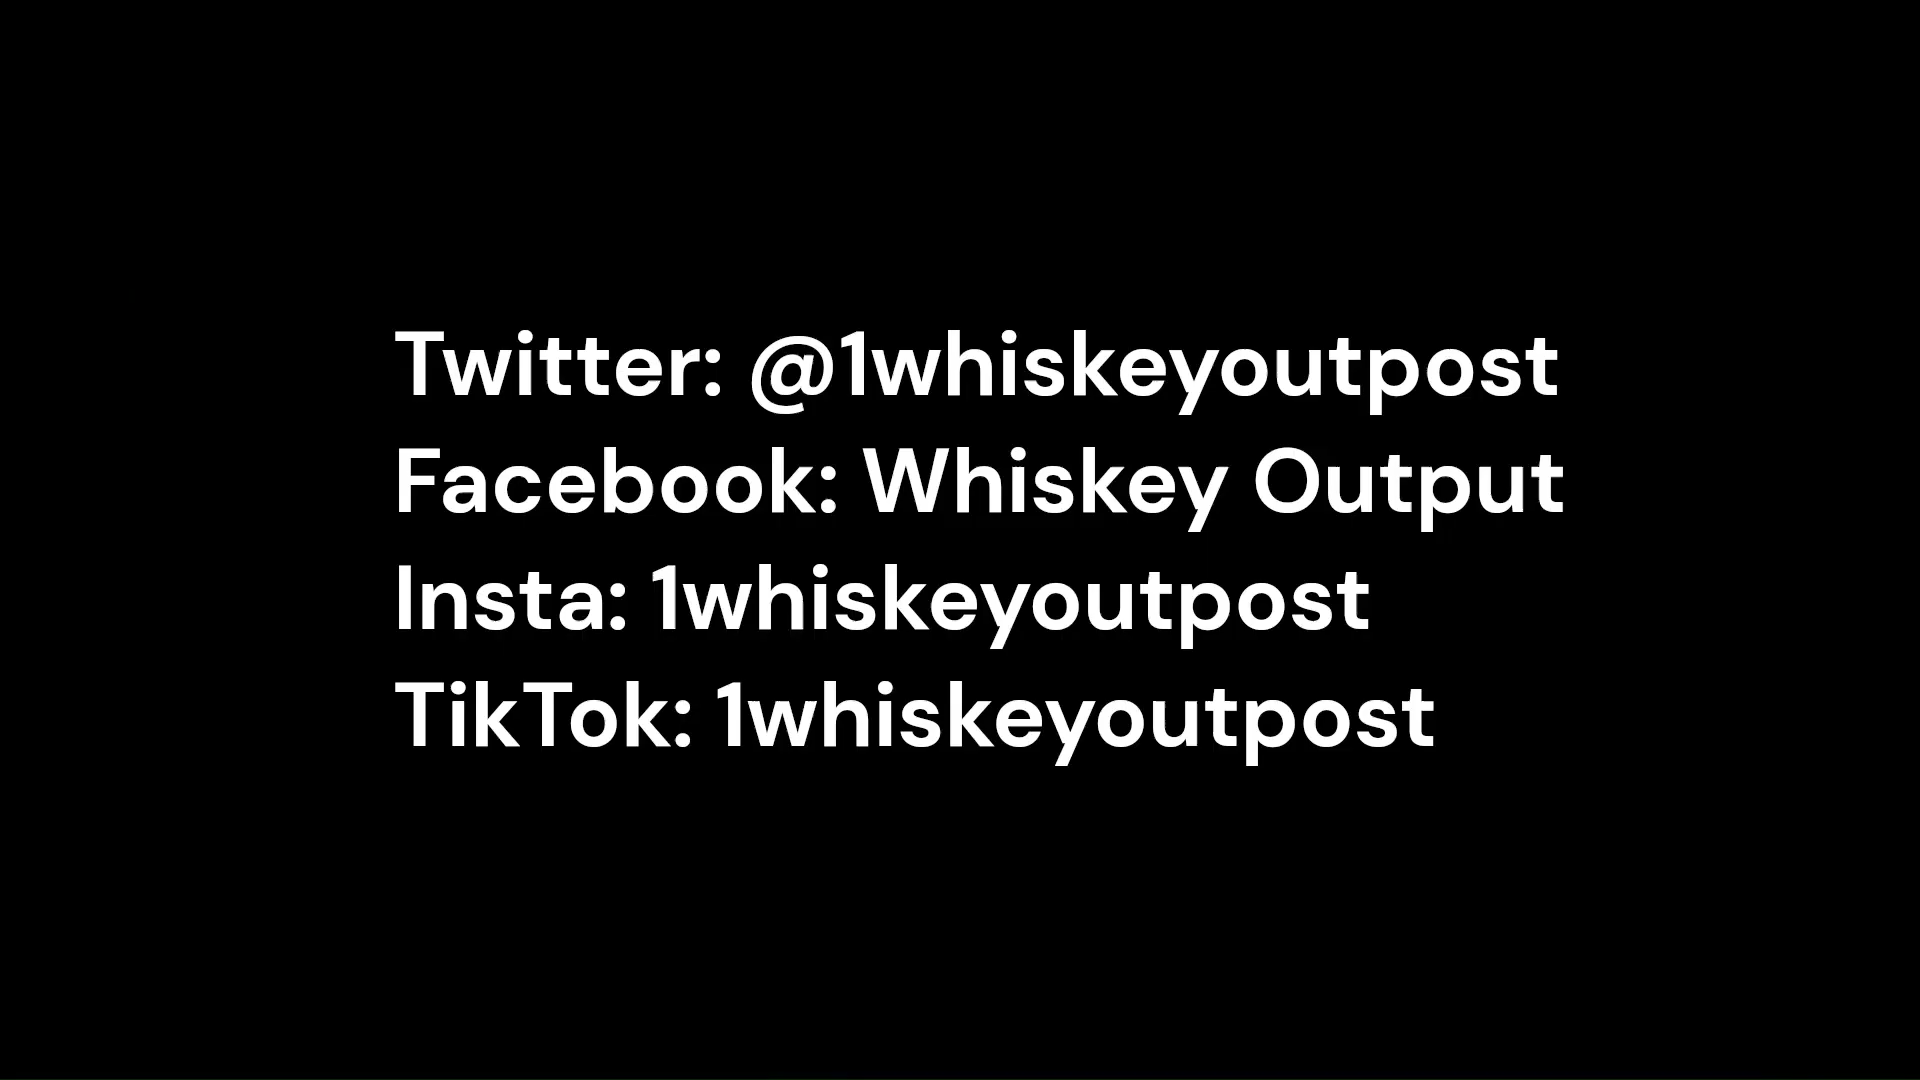 Twitter: @1whiskeyoutpost
Facebook: Whiskey Output
Insta: 1whiskeyoutpost
TikTok: 1whiskeyoutpost